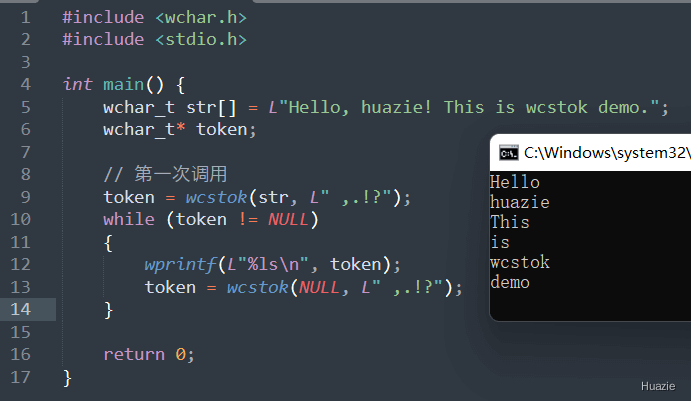 1 #include <wchar.h>
2 #include <stdio.h>
3
4 int main() {
5     wchar_t str[] = L"Hello, huazie! This is wcstok demo.";
6     wchar_t* token;
7
8     // 第一次调用
9     token = wcstok(str, L" ,.!?");
10     while (token != NULL)
11     {
12         wprintf(L"%ls\n", token);
13         token = wcstok(NULL, L" ,.!?");
14     }
15
16     return 0;
17 }
C:\Windows\system32\
Hello
huazie
This
is
wcstok
demo
Huazie